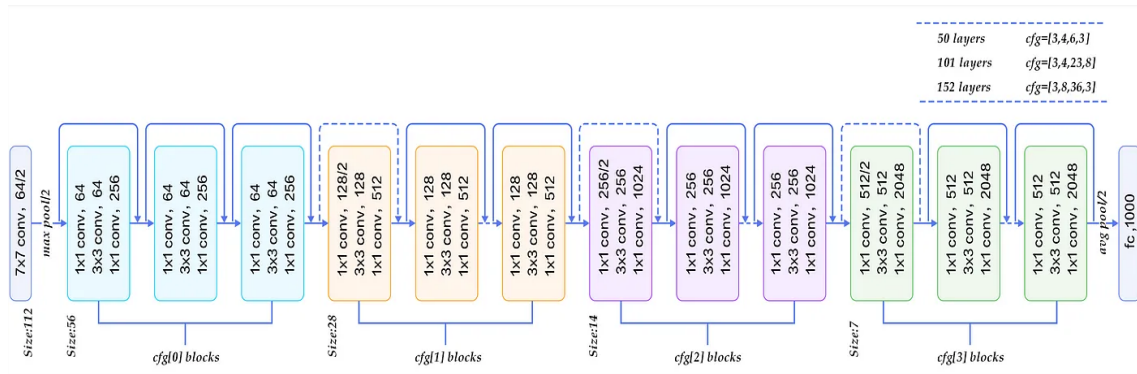 50 layers cfg=[3,4,6,3]
101 layers cfg=[3,4,23,8]
152 layers cfg=[3,8,36,3]
7x7 conv, 64/2
max pool/2
1x1 conv, 64
3x3 conv, 64
1x1 conv, 256
1x1 conv, 64
3x3 conv, 64
1x1 conv, 256
1x1 conv, 64
3x3 conv, 64
1x1 conv, 256
1x1 conv, 128/2
3x3 conv, 128
1x1 conv, 512
1x1 conv, 128
3x3 conv, 128
1x1 conv, 512
1x1 conv, 128
3x3 conv, 128
1x1 conv, 512
1x1 conv, 256/2
3x3 conv, 256
1x1 conv, 1024
1x1 conv, 256
3x3 conv, 256
1x1 conv, 1024
1x1 conv, 256
3x3 conv, 256
1x1 conv, 1024
1x1 conv, 512/2
3x3 conv, 512
1x1 conv, 2048
1x1 conv, 512
3x3 conv, 512
1x1 conv, 2048
1x1 conv, 512
3x3 conv, 512
1x1 conv, 2048
avg pool/2
fc ,1000
Size:112
Size:56
Size:28
Size:14
Size:7
cfg[0] blocks
cfg[1] blocks
cfg[2] blocks
cfg[3] blocks